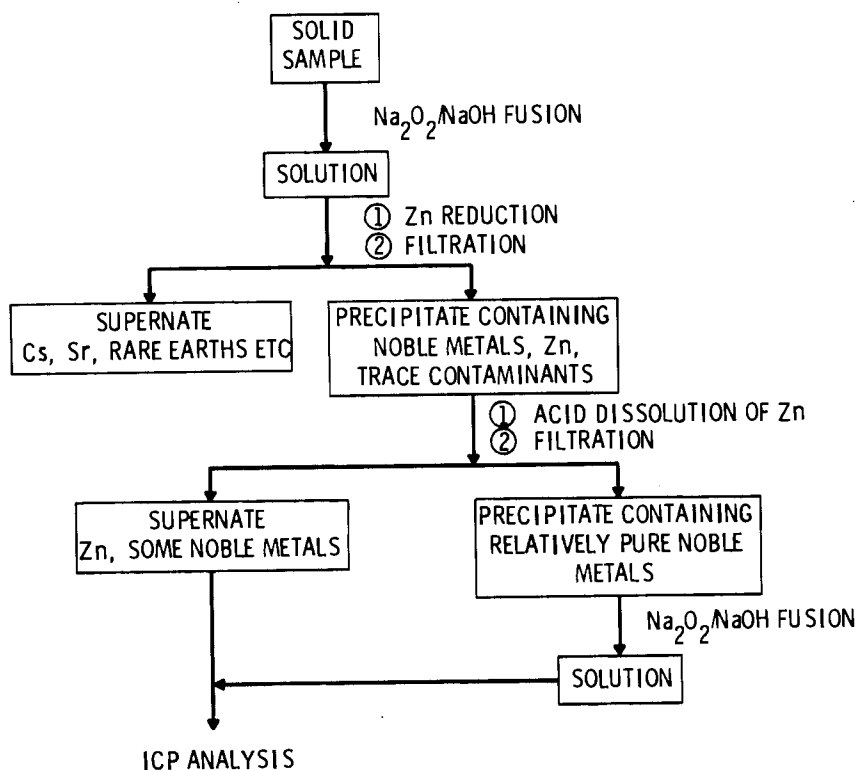 SOLID
SAMPLE
Na₂O₂/NaOH FUSION
SOLUTION
① Zn REDUCTION
② FILTRATION
SUPERNATE
Cs, Sr, RARE EARTHS ETC
PRECIPITATE CONTAINING
NOBLE METALS, Zn,
TRACE CONTAMINANTS
① ACID DISSOLUTION OF Zn
② FILTRATION
SUPERNATE
Zn, SOME NOBLE METALS
PRECIPITATE CONTAINING
RELATIVELY PURE NOBLE
METALS
Na₂O₂/NaOH FUSION
SOLUTION
ICP ANALYSIS